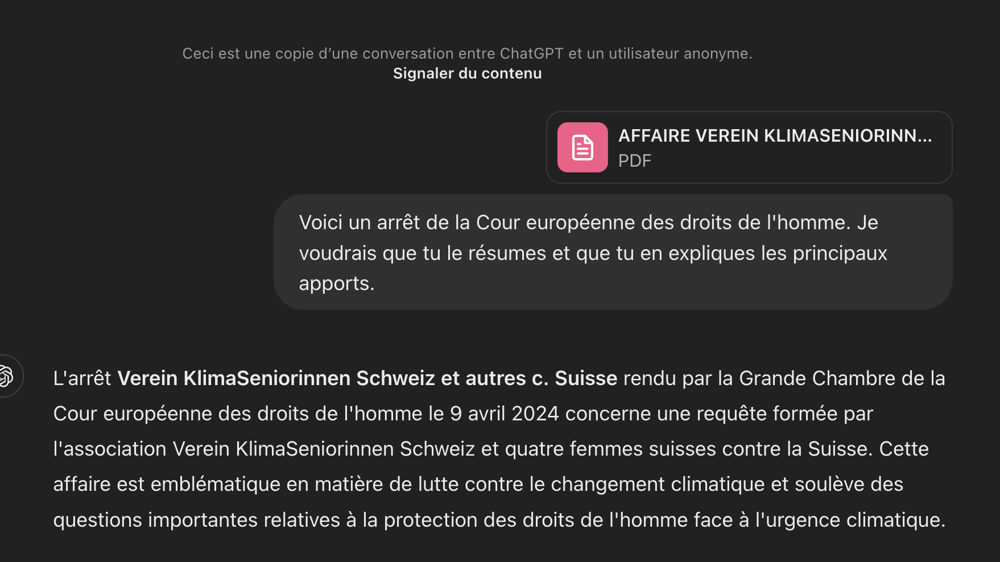 Ceci est une copie d’une conversation entre ChatGPT et un utilisateur anonyme.
Signaler du contenu
AFFAIRE VEREIN KLIMASENIORINN...
PDF
Voici un arrêt de la Cour européenne des droits de l'homme. Je
voudrais que tu le résumes et que tu en expliques les principaux
apports.
L'arrêt Verein KlimaSeniorinnen Schweiz et autres c. Suisse rendu par la Grande Chambre de la
Cour européenne des droits de l'homme le 9 avril 2024 concerne une requête formée par
l'association Verein KlimaSeniorinnen Schweiz et quatre femmes suisses contre la Suisse. Cette
affaire est emblématique en matière de lutte contre le changement climatique et soulève des
questions importantes relatives à la protection des droits de l'homme face à l'urgence climatique.